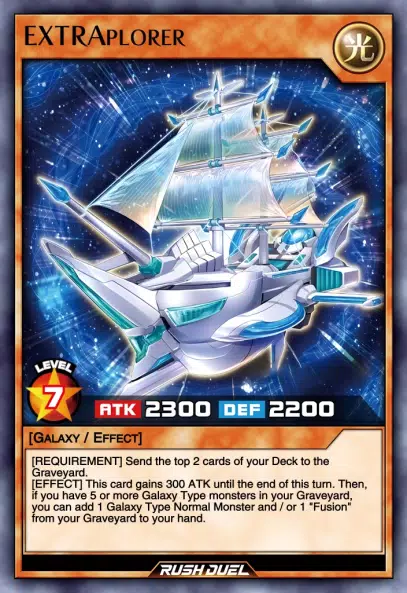 EXTRAPLORER
光
LEVEL
7
ATK 2300 DEF 2200
[GALAXY / EFFECT]
[REQUIREMENT] Send the top 2 cards of your Deck to the
Graveyard.
[EFFECT] This card gains 300 ATK until the end of this turn. Then,
if you have 5 or more Galaxy Type monsters in your Graveyard,
you can add 1 Galaxy Type Normal Monster and / or 1 "Fusion"
from your Graveyard to your hand.
RUSH DUEL